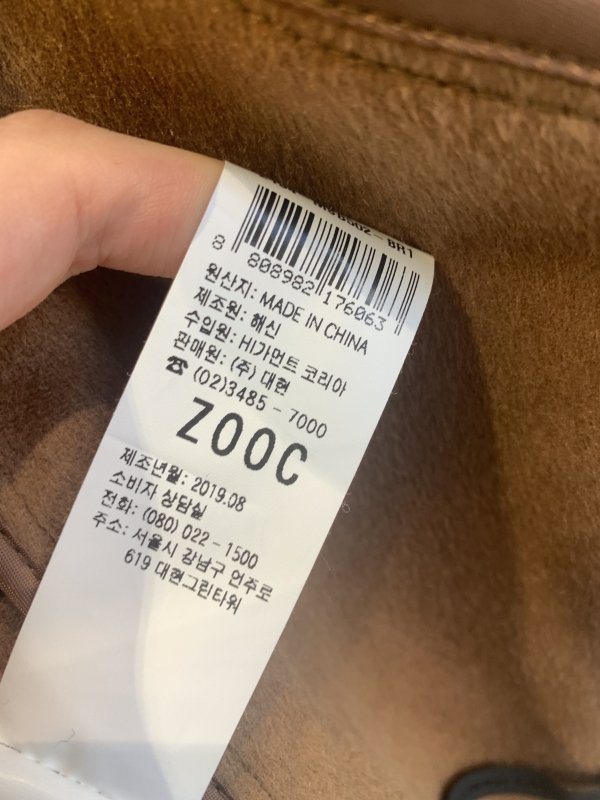 8 808982 176063
원산지: MADE IN CHINA
제조원: 해신
수입원: HI가먼트 코리아
판매원: (주) 대현
☎ (02)3485 - 7000
ZOOC
제조년월: 2019.08
소비자 상담실
전화: (080) 022 - 1500
주소: 서울시 강남구 언주로
619 대현그린타워